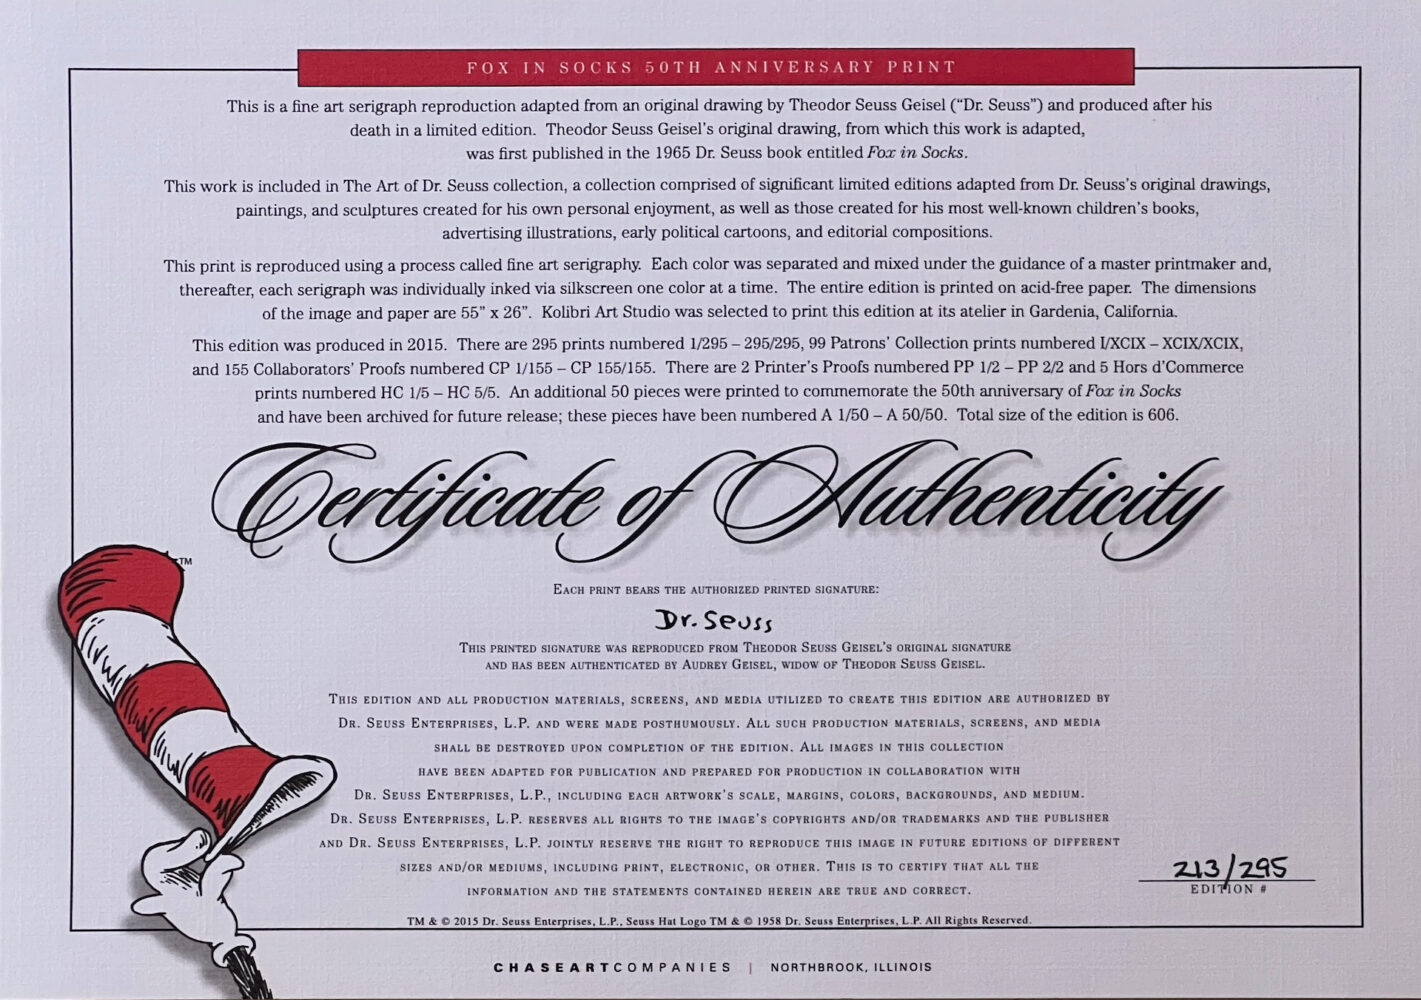 FOX IN SOCKS 50TH ANNIVERSARY PRINT
This is a fine art serigraph reproduction adapted from an original drawing by Theodor Seuss Geisel (“Dr. Seuss”) and produced after his
death in a limited edition. Theodor Seuss Geisel’s original drawing, from which this work is adapted,
was first published in the 1965 Dr. Seuss book entitled Fox in Socks.
This work is included in The Art of Dr. Seuss collection, a collection comprised of significant limited editions adapted from Dr. Seuss’s original drawings,
paintings, and sculptures created for his own personal enjoyment, as well as those created for his most well-known children’s books,
advertising illustrations, early political cartoons, and editorial compositions.
This print is reproduced using a process called fine art serigraphy. Each color was separated and mixed under the guidance of a master printmaker and,
thereafter, each serigraph was individually inked via silkscreen one color at a time. The entire edition is printed on acid-free paper. The dimensions
of the image and paper are 55” x 26”. Kolibri Art Studio was selected to print this edition at its atelier in Gardenia, California.
This edition was produced in 2015. There are 295 prints numbered 1/295 – 295/295, 99 Patrons’ Collection prints numbered I/XCIX – XCIX/XCIX,
and 155 Collaborators’ Proofs numbered CP 1/155 – CP 155/155. There are 2 Printer’s Proofs numbered PP 1/2 – PP 2/2 and 5 Hors d’Commerce
prints numbered HC 1/5 – HC 5/5. An additional 50 pieces were printed to commemorate the 50th anniversary of Fox in Socks
and have been archived for future release; these pieces have been numbered A 1/50 – A 50/50. Total size of the edition is 606.
Certificate of Authenticity
TM
EACH PRINT BEARS THE AUTHORIZED PRINTED SIGNATURE:
Dr. Seuss
THIS PRINTED SIGNATURE WAS REPRODUCED FROM THEODOR SEUSS GEISEL’S ORIGINAL SIGNATURE
AND HAS BEEN AUTHENTICATED BY AUDREY GEISEL, WIDOW OF THEODOR SEUSS GEISEL.
THIS EDITION AND ALL PRODUCTION MATERIALS, SCREENS, AND MEDIA UTILIZED TO CREATE THIS EDITION ARE AUTHORIZED BY
DR. SEUSS ENTERPRISES, L.P. AND WERE MADE POSTHUMOUSLY. ALL SUCH PRODUCTION MATERIALS, SCREENS, AND MEDIA
SHALL BE DESTROYED UPON COMPLETION OF THE EDITION. ALL IMAGES IN THIS COLLECTION
HAVE BEEN ADAPTED FOR PUBLICATION AND PREPARED FOR PRODUCTION IN COLLABORATION WITH
DR. SEUSS ENTERPRISES, L.P., INCLUDING EACH ARTWORK’S SCALE, MARGINS, COLORS, BACKGROUNDS, AND MEDIUM.
DR. SEUSS ENTERPRISES, L.P. RESERVES ALL RIGHTS TO THE IMAGE’S COPYRIGHTS AND/OR TRADEMARKS AND THE PUBLISHER
AND DR. SEUSS ENTERPRISES, L.P. JOINTLY RESERVE THE RIGHT TO REPRODUCE THIS IMAGE IN FUTURE EDITIONS OF DIFFERENT
SIZES AND/OR MEDIUMS, INCLUDING PRINT, ELECTRONIC, OR OTHER. THIS IS TO CERTIFY THAT ALL THE
INFORMATION AND THE STATEMENTS CONTAINED HEREIN ARE TRUE AND CORRECT.
213/295
EDITION #
TM & © 2015 Dr. Seuss Enterprises, L.P., Seuss Hat Logo TM & © 1958 Dr. Seuss Enterprises, L.P. All Rights Reserved.
CHASEARTCOMPANIES | NORTHBROOK, ILLINOIS